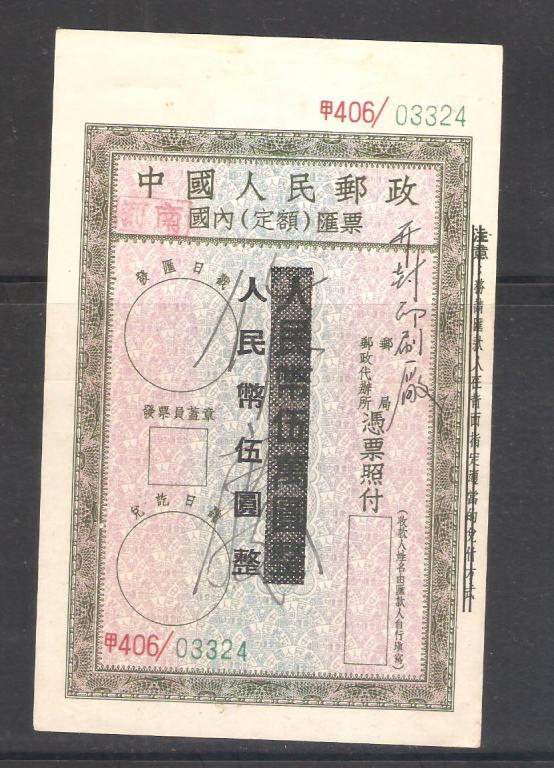 甲406/03324
中國人民郵政
河南
國內(定額)匯票
開封印刷廠
郵局
郵政代辦所
憑票照付
(收款人姓名由匯款人自行填寫)
人民幣伍萬圓整
人民幣伍圓整
發匯日戳
發票員蓋章
兌訖日戳
甲406/03324